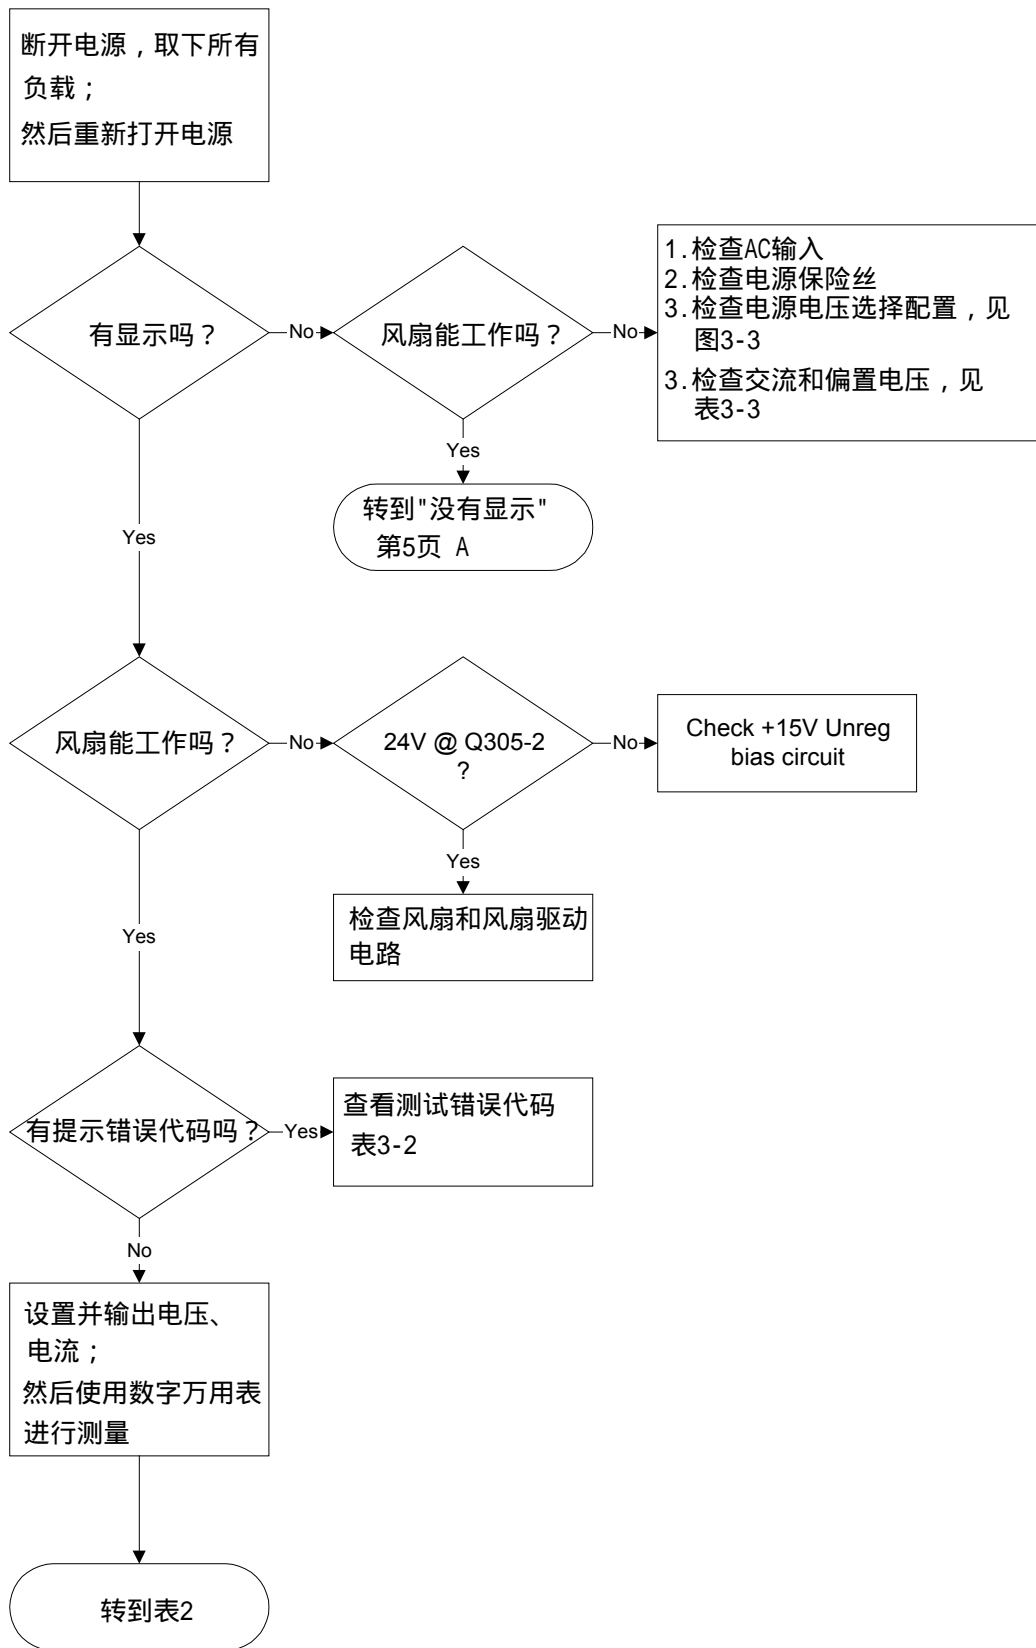 断开电源，取下所有
负载；
然后重新打开电源
有显示吗？
No
风扇能工作吗？
No
1.检查AC输入
2.检查电源保险丝
3.检查电源电压选择配置，见
图3-3
3.检查交流和偏置电压，见
表3-3
Yes
转到"没有显示"
第5页 A
Yes
风扇能工作吗？
No
24V @ Q305-2
?
No
Check +15V Unreg
bias circuit
Yes
检查风扇和风扇驱动
电路
Yes
有提示错误代码吗？
Yes
查看测试错误代码
表3-2
No
设置并输出电压、
电流；
然后使用数字万用表
进行测量
转到表2